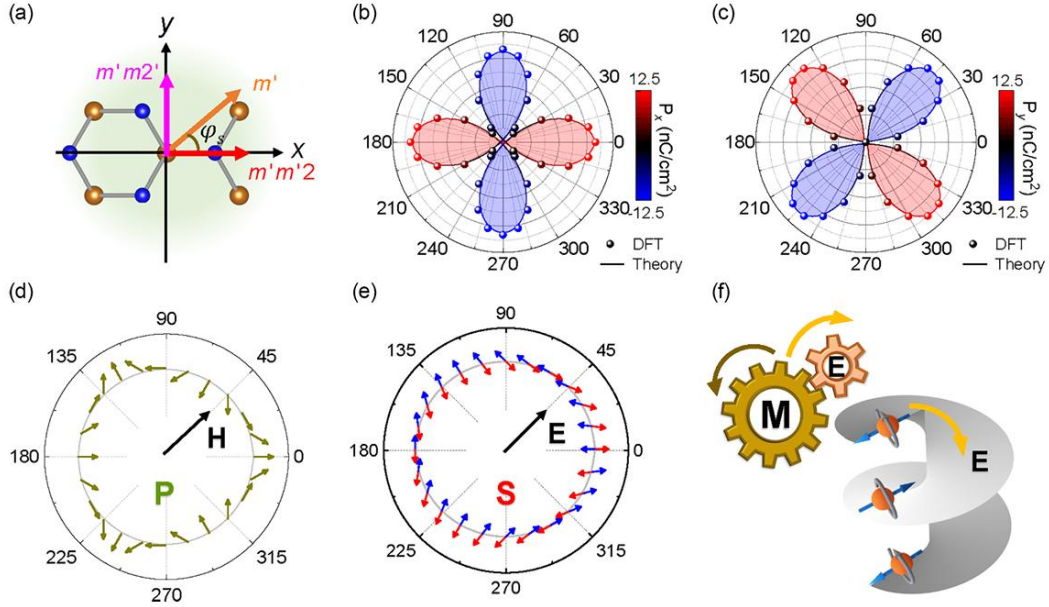 (a)
y
m'm2'
m'
φs
x
m'm'2
(b)
90
120
60
150
30
180
0
210
330
240
300
270
12.5
Px (nC/cm²)
-12.5
DFT
Theory
(c)
90
120
60
150
30
180
0
210
330
240
300
270
12.5
Py (nC/cm²)
-12.5
DFT
Theory
(d)
90
135
45
H
180
0
P
225
315
270
(e)
90
135
45
E
180
0
S
225
315
270
(f)
E
M
E